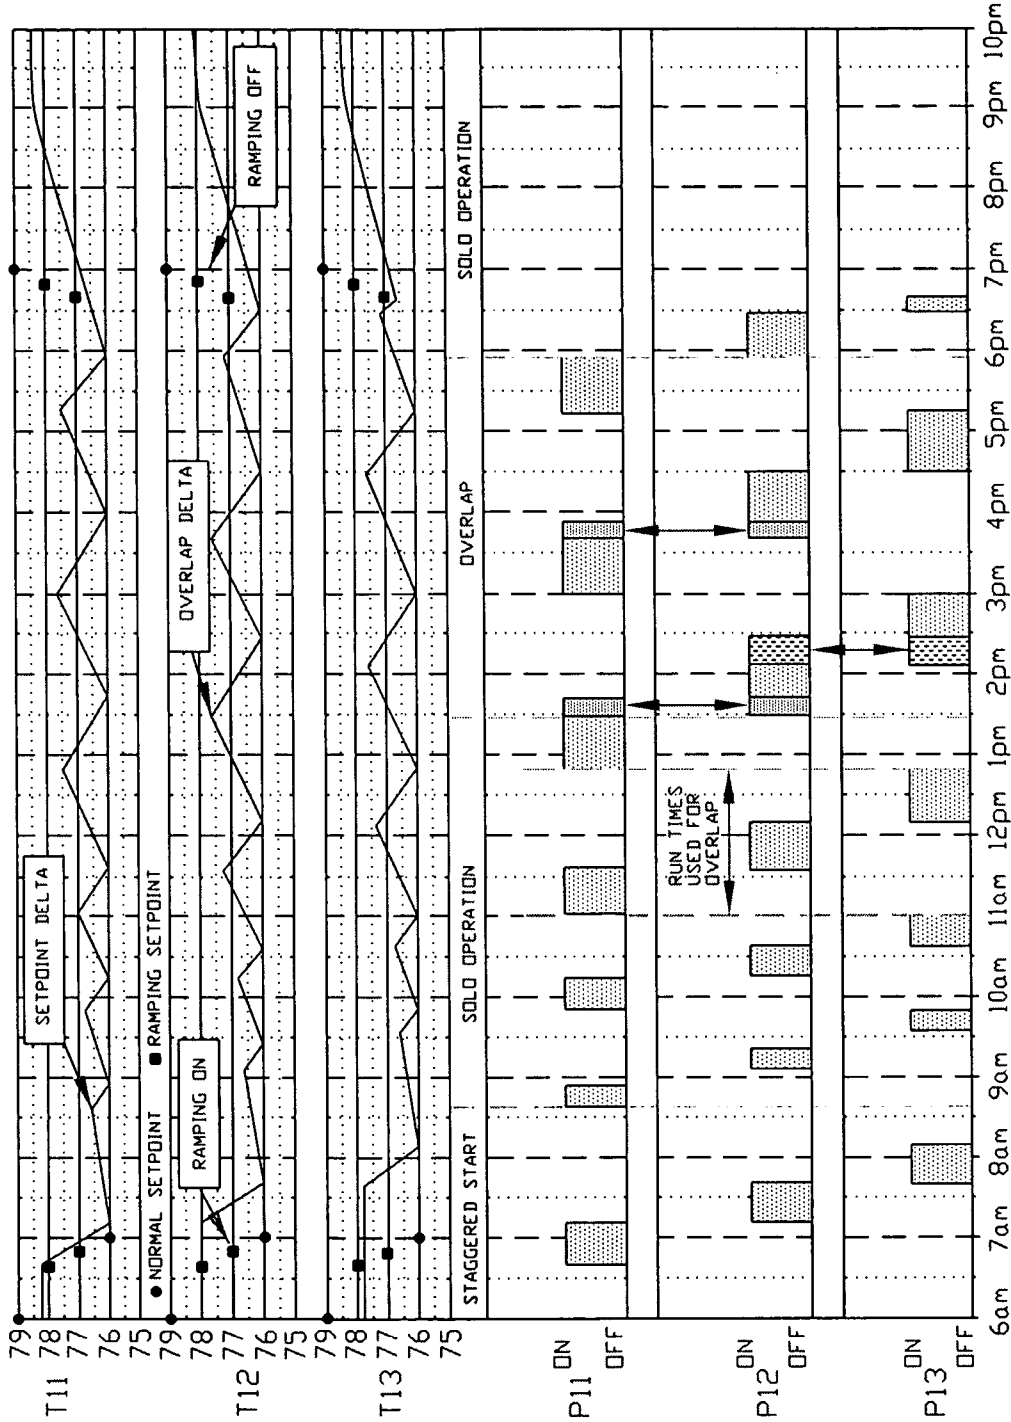 79
78
77
76
75
T11
SETPOINT DELTA
● NORMAL SETPOINT ■ RAMPING SETPOINT
79
78
77
76
75
T12
RAMPING ON
OVERLAP DELTA
RAMPING OFF
79
78
77
76
75
T13
STAGGERED START
SOLO OPERATION
OVERLAP
SOLO OPERATION
ON
OFF
P11
RUN TIMES
USED FOR
OVERLAP
ON
OFF
P12
ON
OFF
P13
6am 7am 8am 9am 10am 11am 12pm 1pm 2pm 3pm 4pm 5pm 6pm 7pm 8pm 9pm 10pm